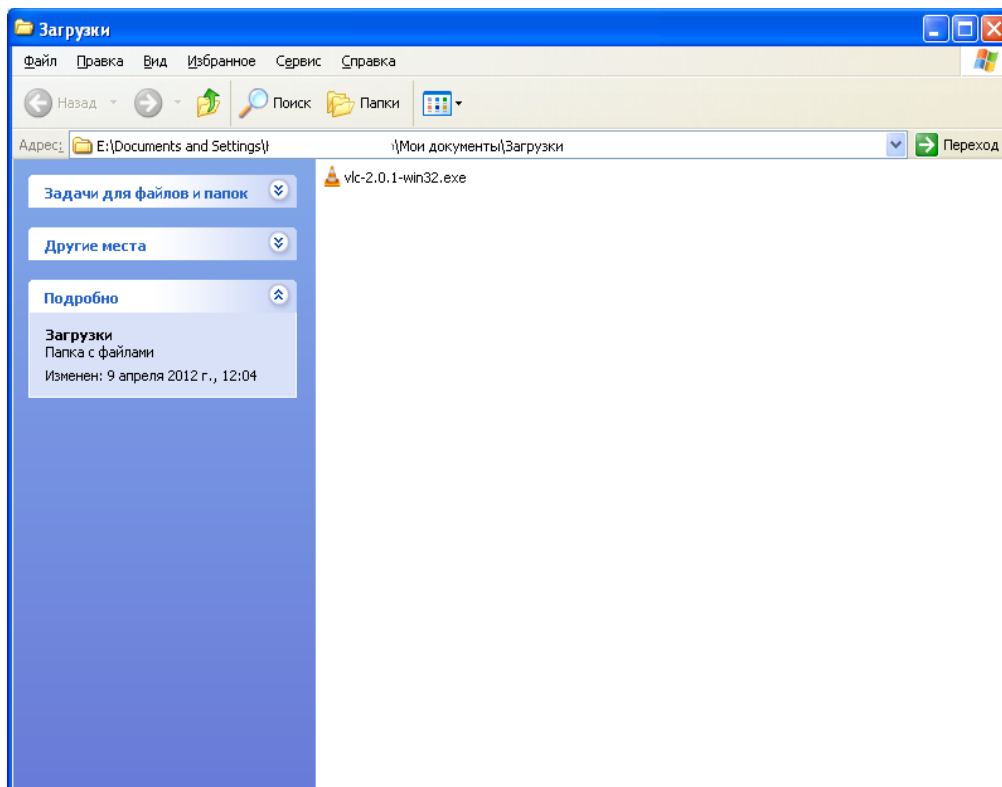 Загрузки
Файл Правка Вид Избранное Сервис Справка
Назад Поиск Папки
Адрес: E:\Documents and Settings\ \Мои документы\Загрузки Переход
Задачи для файлов и папок
vlc-2.0.1-win32.exe
Другие места
Подробно
Загрузки
Папка с файлами
Изменен: 9 апреля 2012 г., 12:04